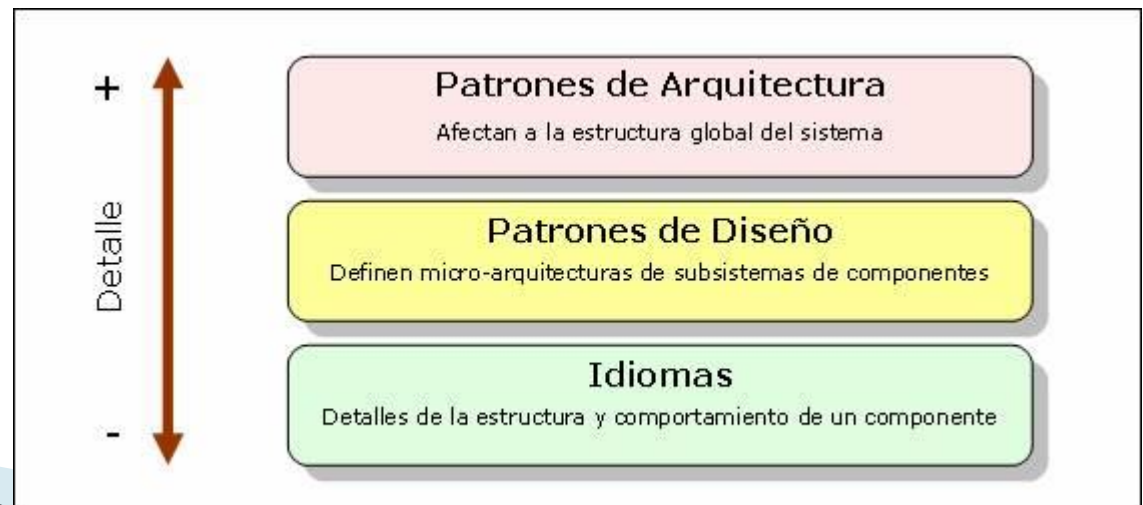 +
Detalle
-
Patrones de Arquitectura
Afectan a la estructura global del sistema
Patrones de Diseño
Definen micro-arquitecturas de subsistemas de componentes
Idiomas
Detalles de la estructura y comportamiento de un componente